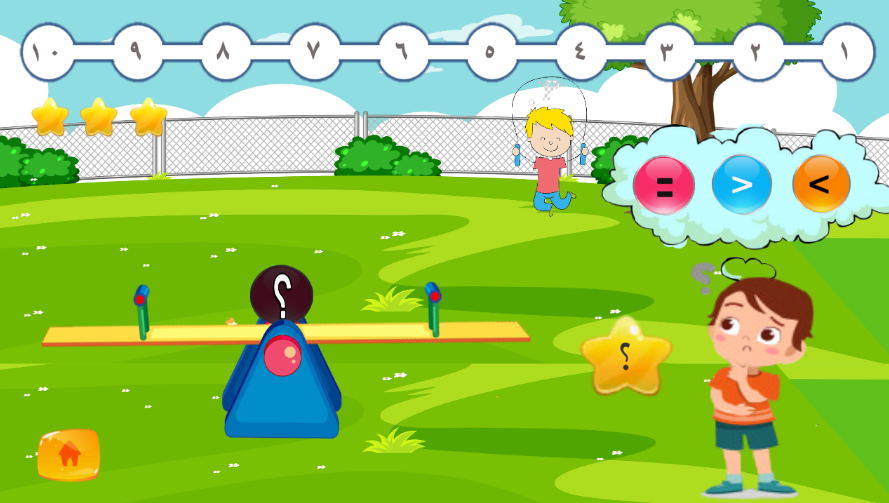 ١٠ ٩ ٨ ٧ ٦ ٥ ٤ ٣ ٢ ١
= > <
؟
؟
؟